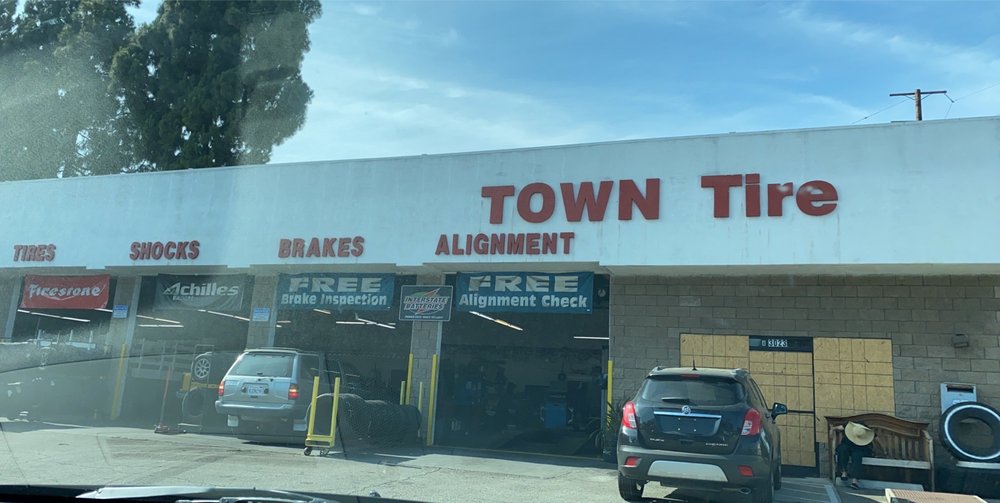 TOWN Tire
TIRES
SHOCKS
BRAKES
ALIGNMENT
Firestone
Achilles
FREE
Brake Inspection
INTERSTATE
BATTERIES
FREE
Alignment Check
3023